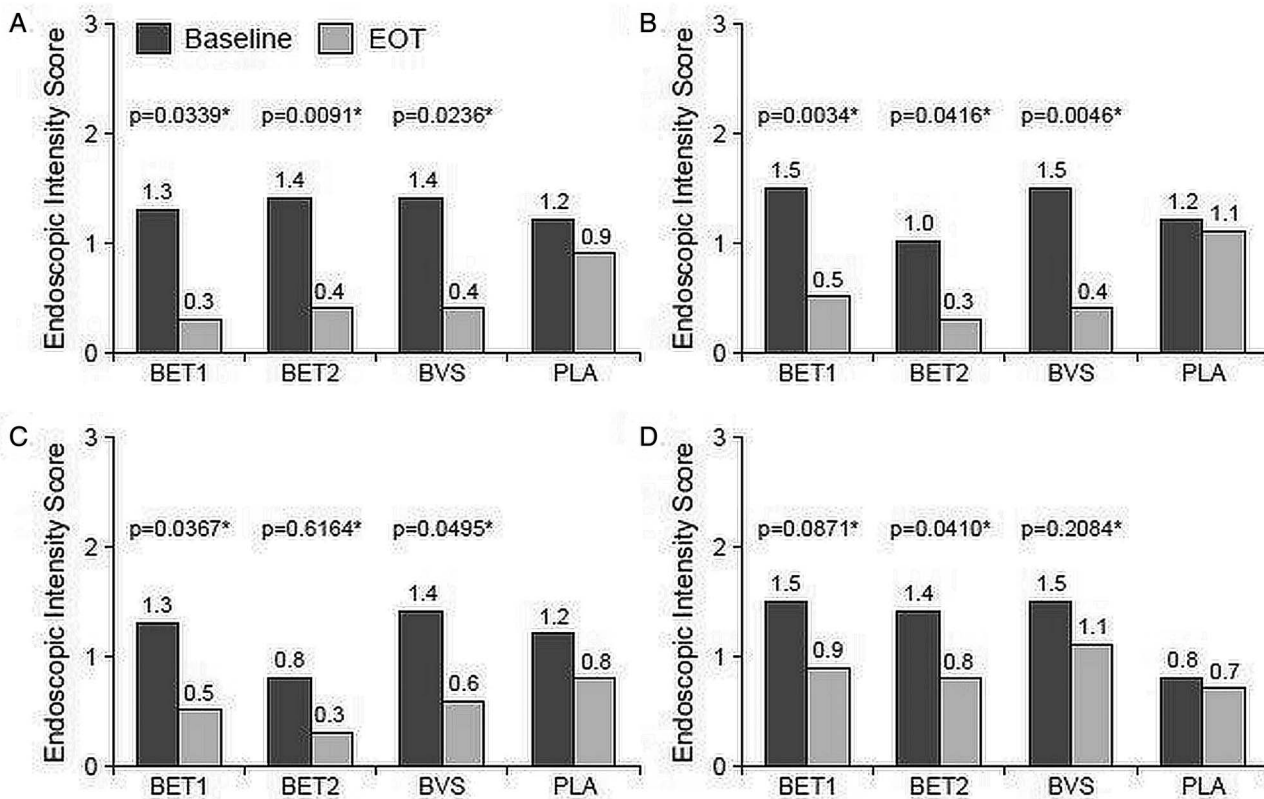 A.
Endoscopic Intensity Score
3
2
1
0
Baseline EOT
p=0.0339* p=0.0091* p=0.0236*
1.3 0.3 1.4 0.4 1.4 0.4 1.2 0.9
BET1 BET2 BVS PLA
B.
Endoscopic Intensity Score
3
2
1
0
p=0.0034* p=0.0416* p=0.0046*
1.5 0.5 1.0 0.3 1.5 0.4 1.2 1.1
BET1 BET2 BVS PLA
C.
Endoscopic Intensity Score
3
2
1
0
p=0.0367* p=0.6164* p=0.0495*
1.3 0.5 0.8 0.3 1.4 0.6 1.2 0.8
BET1 BET2 BVS PLA
D.
Endoscopic Intensity Score
3
2
1
0
p=0.0871* p=0.0410* p=0.2084*
1.5 0.9 1.4 0.8 1.5 1.1 0.8 0.7
BET1 BET2 BVS PLA